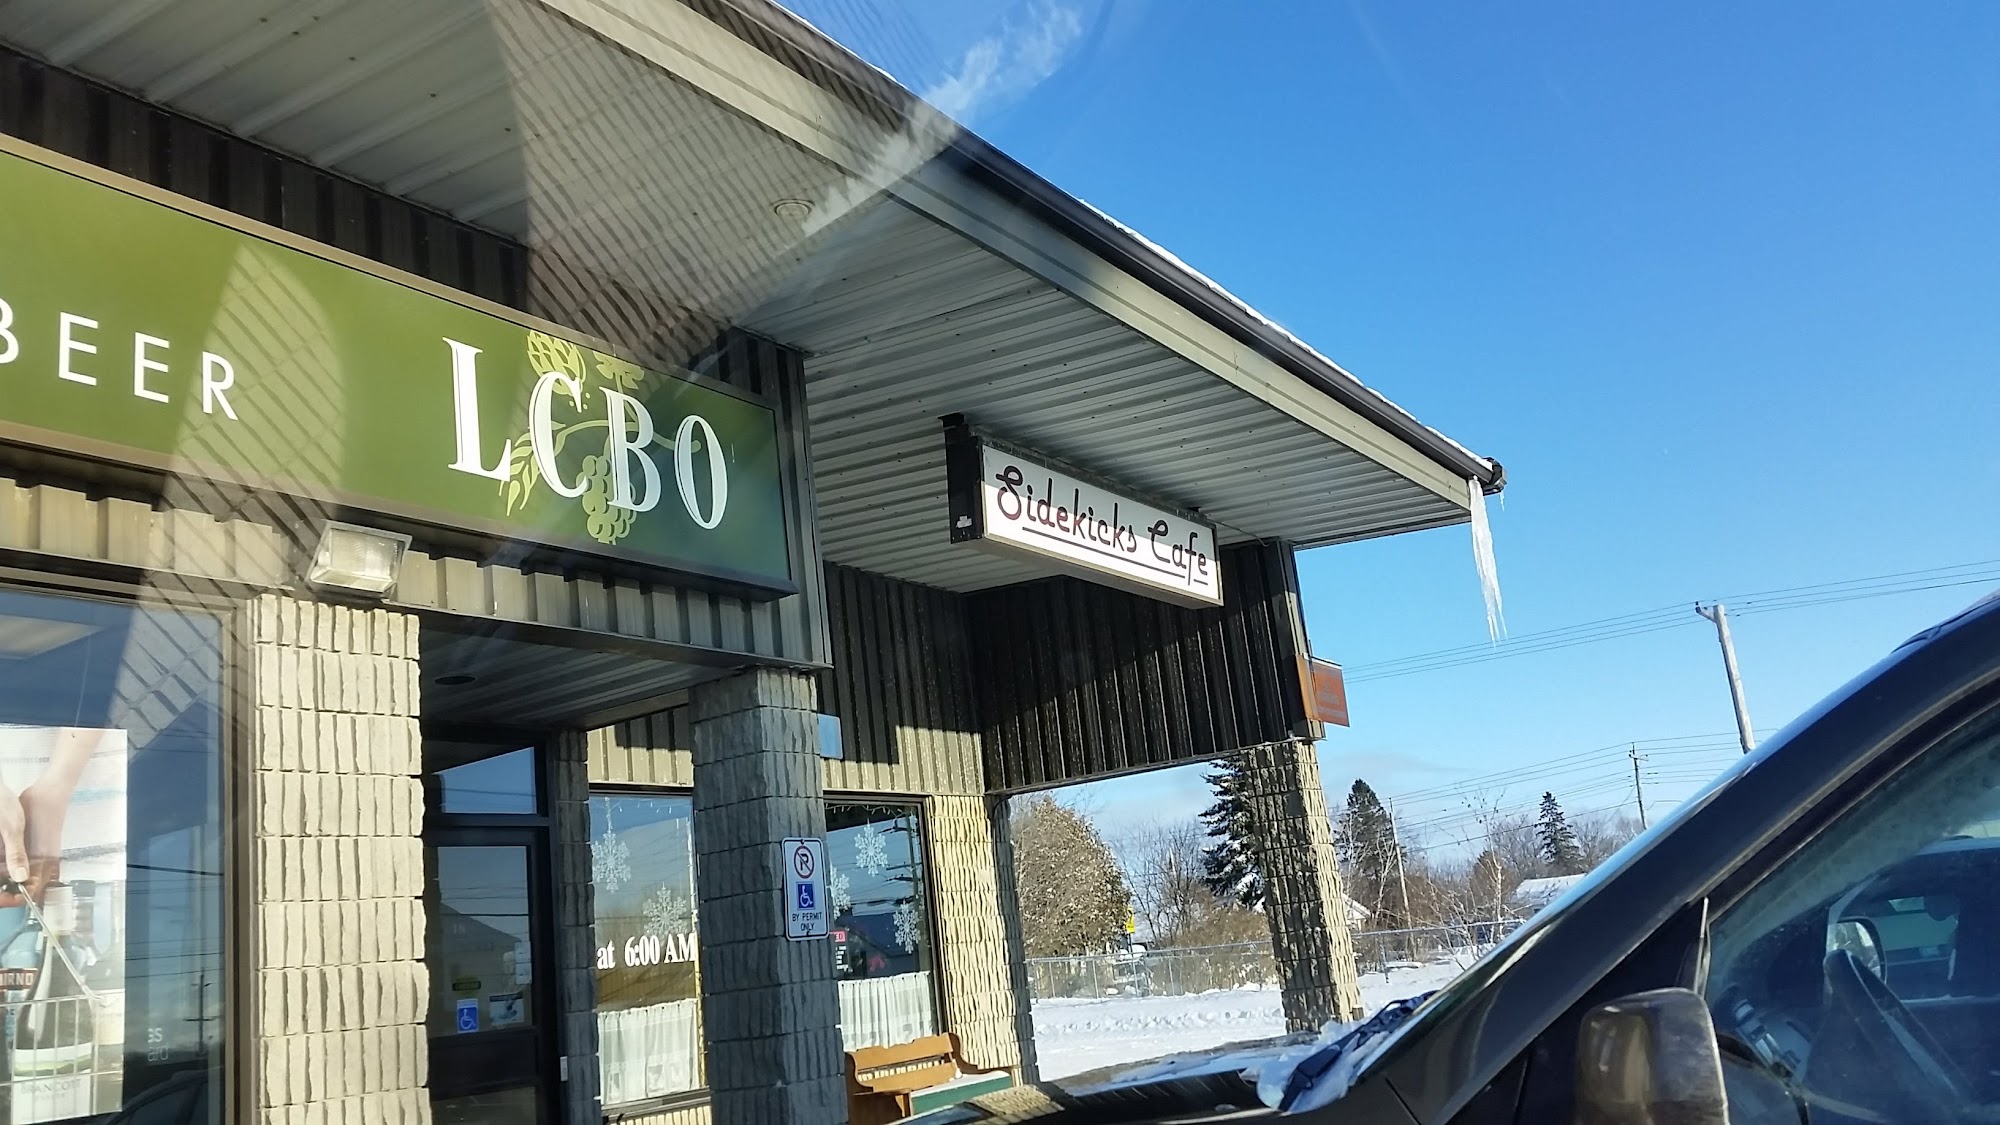 BEER
LCBO
Sidekicks Cafe
BY PERMIT
ONLY
at 6:00 AM